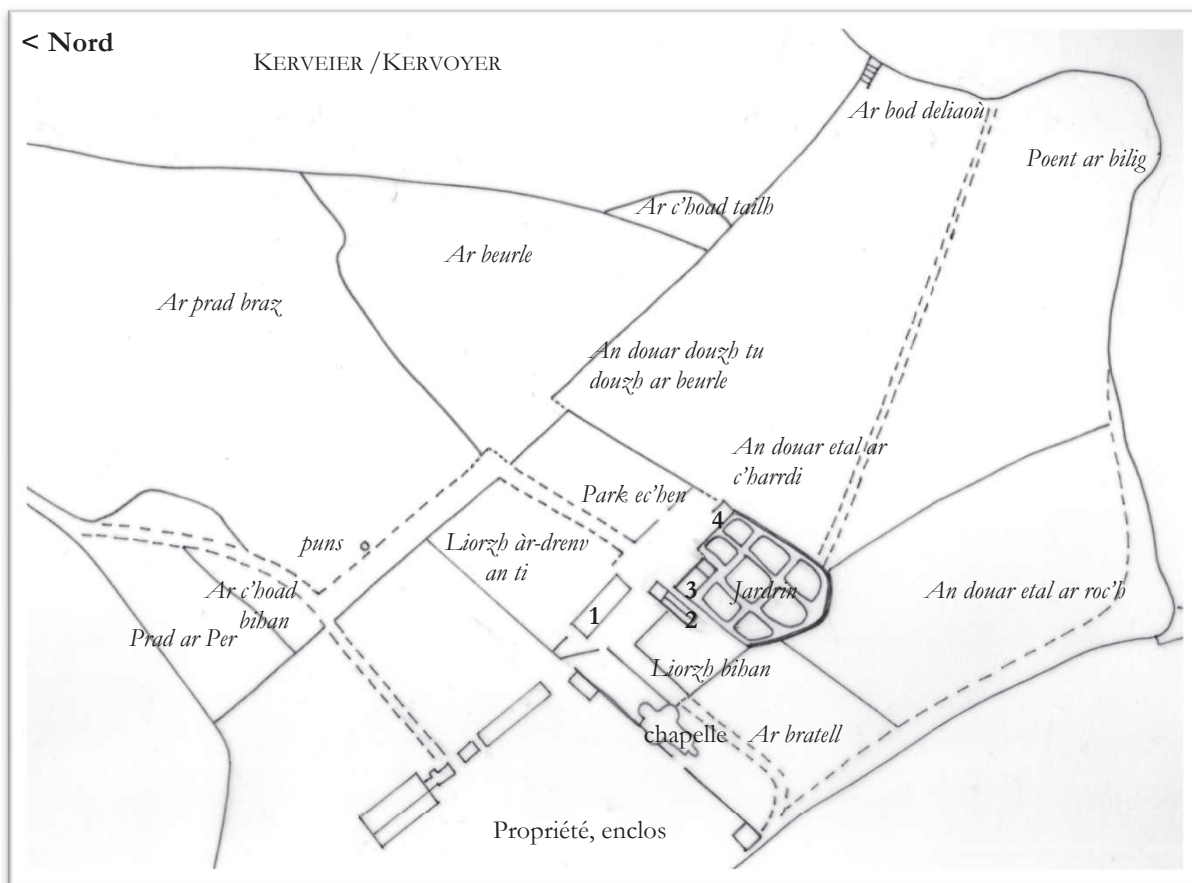 < Nord
KERVEIER /KERVOYER
Ar bod deliaoù
Poent ar bilig
Ar c'hoad tailh
Ar beurle
Ar prad braz
An douar douzh tu
douzh ar beurle
An douar etal ar
c'harrdi
Park ec'hen
4
puns
Liorzh àr-drenv
an ti
Ar c'hoad
bihan
3
Jardrin
An douar etal ar roc'h
1
2
Prad ar Per
Liorzh bihan
chapelle
Ar bratell
Propriété, enclos